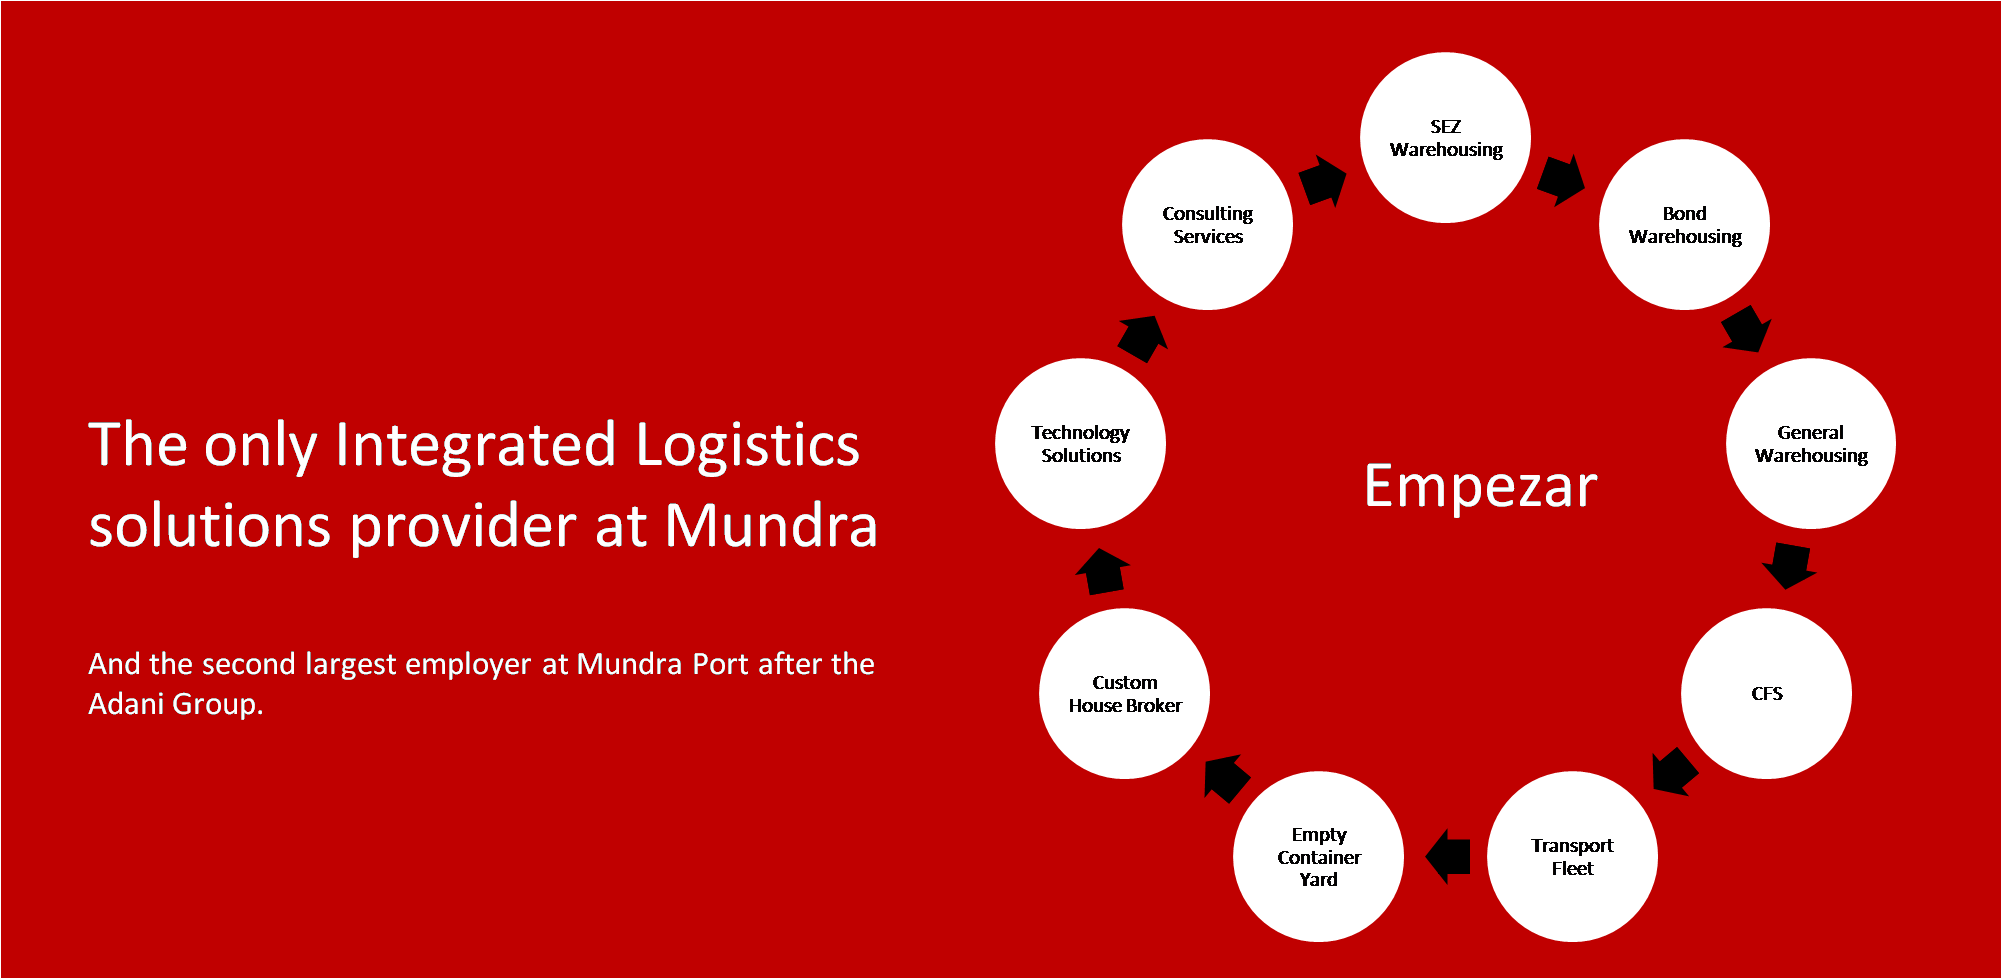 The only Integrated Logistics
solutions provider at Mundra
And the second largest employer at Mundra Port after the
Adani Group.
Empezar
SEZ
Warehousing
Bond
Warehousing
General
Warehousing
CFS
Transport
Fleet
Empty
Container
Yard
Custom
House Broker
Technology
Solutions
Consulting
Services